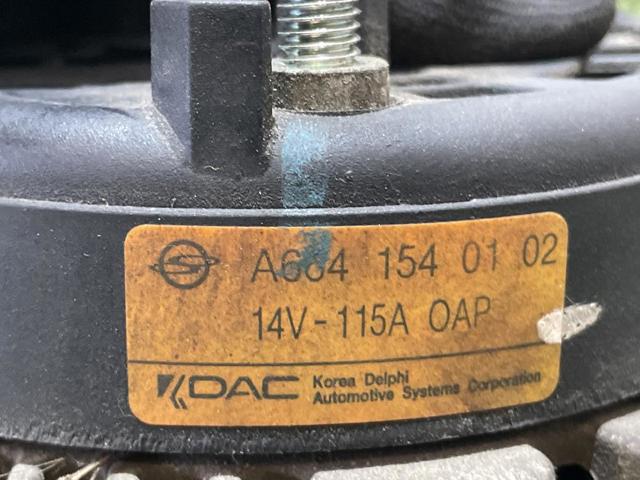 A664 154 01 02
14V-115A OAP
KDAC Korea Delphi
Automotive Systems Corporation